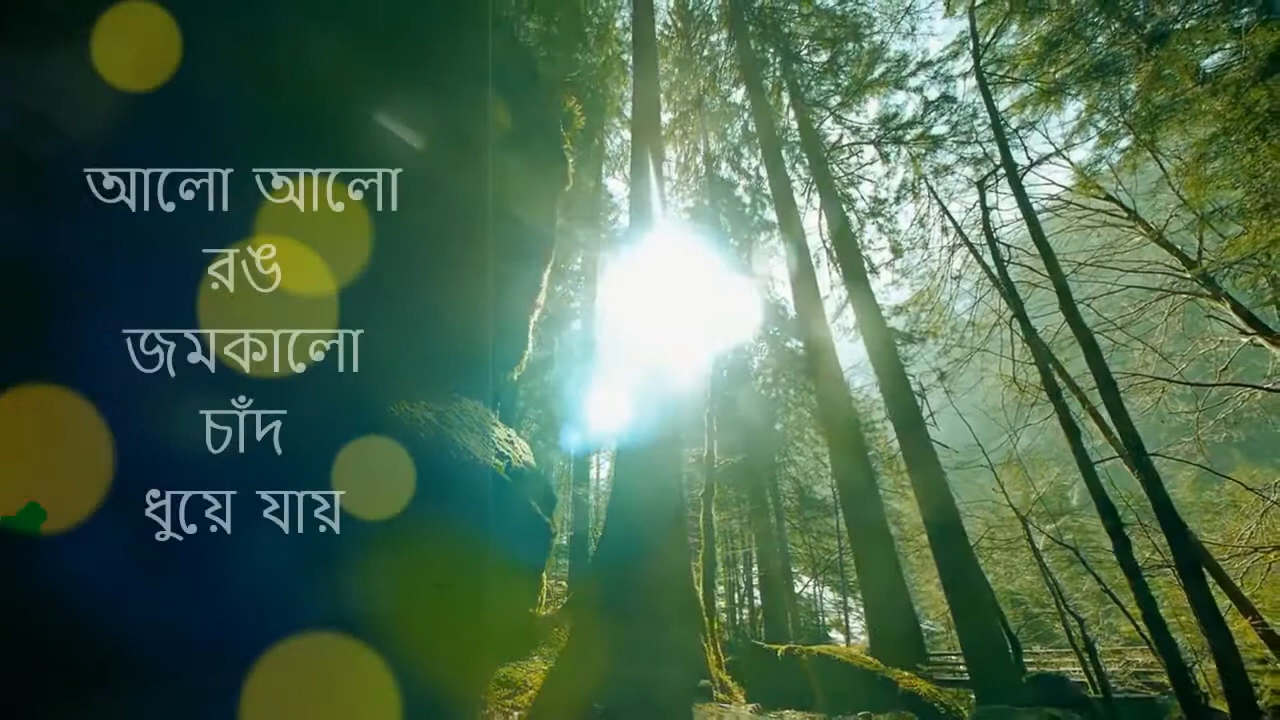 আলো আলো
রঙ
জমকালো
চাঁদ
ধুয়ে যায়